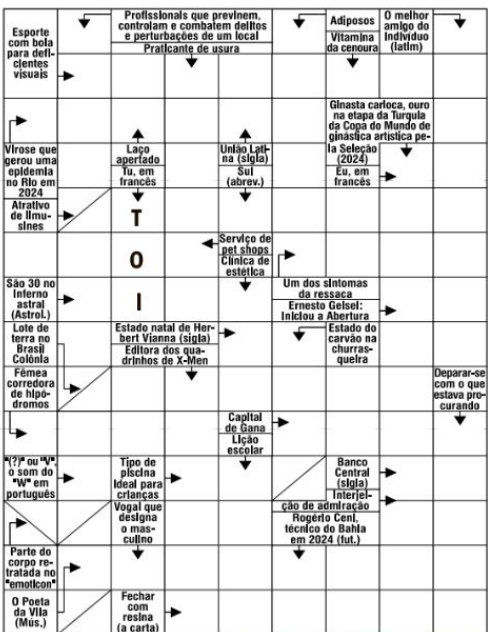 Esporte
com bola
para defi-
cientes
visuais
Profissionais que previnem,
controlam e combatem delitos
e perturbações de um local
Praticante de usura
Adiposos
Vitamina
da cenoura
O melhor
amigo do
indivíduo
(latim)
Ginasta carioca, ouro
na etapa da Turquia
da Copa do Mundo de
ginástica artística pe-
la Seleção
(2024)
Eu, em
francês
Virose que
gerou uma
epidemia
no Rio em
2024
Atrativo
de limu-
sines
Laço
apertado
Tu, em
francês
União Lati-
na (sigla)
Sul
(abrev.)
T
O
I
Serviço de
pet shops
Clínica de
estética
São 30 no
inferno
astral
(Astrol.)
Um dos sintomas
da ressaca
Ernesto Geisel:
iniciou a Abertura
Lote de
terra no
Brasil
Colônia
Fêmea
corredora
de hipó-
dromos
Estado natal de Her-
bert Vianna (sigla)
Editora dos qua-
drinhos de X-Men
Estado do
carvão na
churras-
queira
Deparar-se
com o que
estava pro-
curando
Capital
de Gana
Lição
escolar
"(?)" ou "V",
o som do
"W" em
português
Tipo de
piscina
ideal para
crianças
Vogal que
designa
o mas-
culino
Banco
Central
(sigla)
Interjei-
ção de admiração
Rogério Ceni,
técnico do Bahia
em 2024 (fut.)
Parte do
corpo re-
tratada no
"emoticon"
O Poeta
da Vila
(Mús.)
Fechar
com
resina
(a carta)